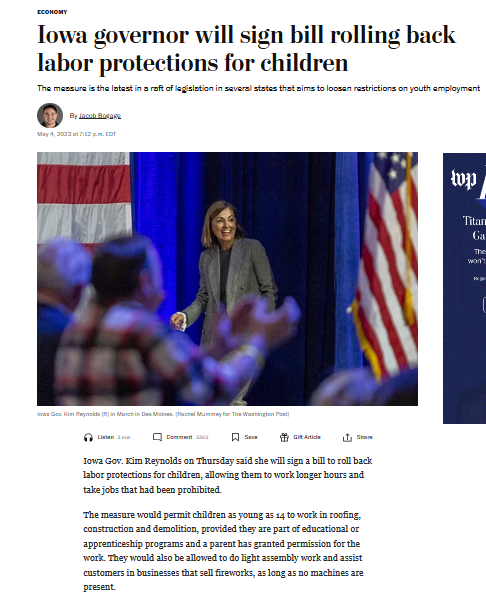 ECONOMY
Iowa governor will sign bill rolling back
labor protections for children
The measure is the latest in a raft of legislation in several states that aims to loosen restrictions on youth employment
By Jacob Bogage
May 4, 2023 at 7:12 p.m. EDT
wp
Titan
Ga
The
won't
Iowa Gov. Kim Reynolds (R) in March in Des Moines. (Rachel Mummey for The Washington Post)
Listen 3 min Comment 3302 Save Gift Article Share
Iowa Gov. Kim Reynolds on Thursday said she will sign a bill to roll back
labor protections for children, allowing them to work longer hours and
take jobs that had been prohibited.
The measure would permit children as young as 14 to work in roofing,
construction and demolition, provided they are part of educational or
apprenticeship programs and a parent has granted permission for the
work. They would also be allowed to do light assembly work and assist
customers in businesses that sell fireworks, as long as no machines are
present.